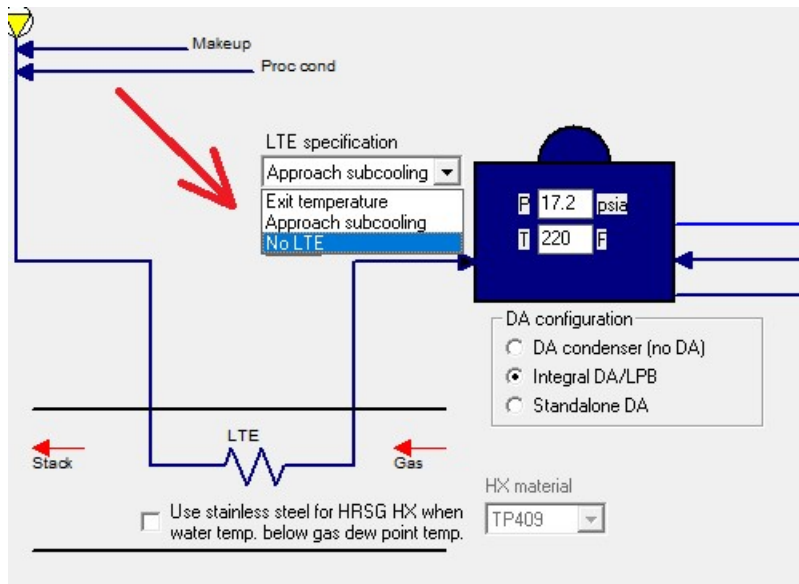 Makeup
Proc cond
LTE specification
Approach subcooling
Exit temperature
Approach subcooling
No LTE
P 17.2 psia
T 220 F
DA configuration
DA condenser (no DA)
Integral DA/LPB
Standalone DA
LTE
Stack
Gas
HX material
TP409
Use stainless steel for HRSG HX when
water temp. below gas dew point temp.